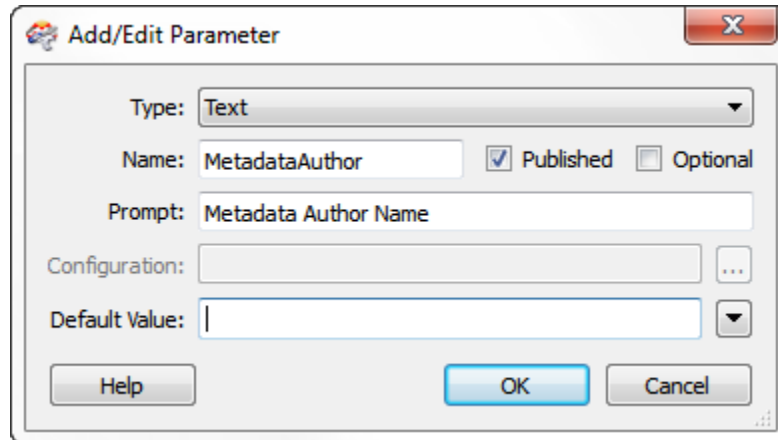 Add/Edit Parameter
Type: Text
Name: MetadataAuthor Published Optional
Prompt: Metadata Author Name
Configuration: ...
Default Value:
Help OK Cancel